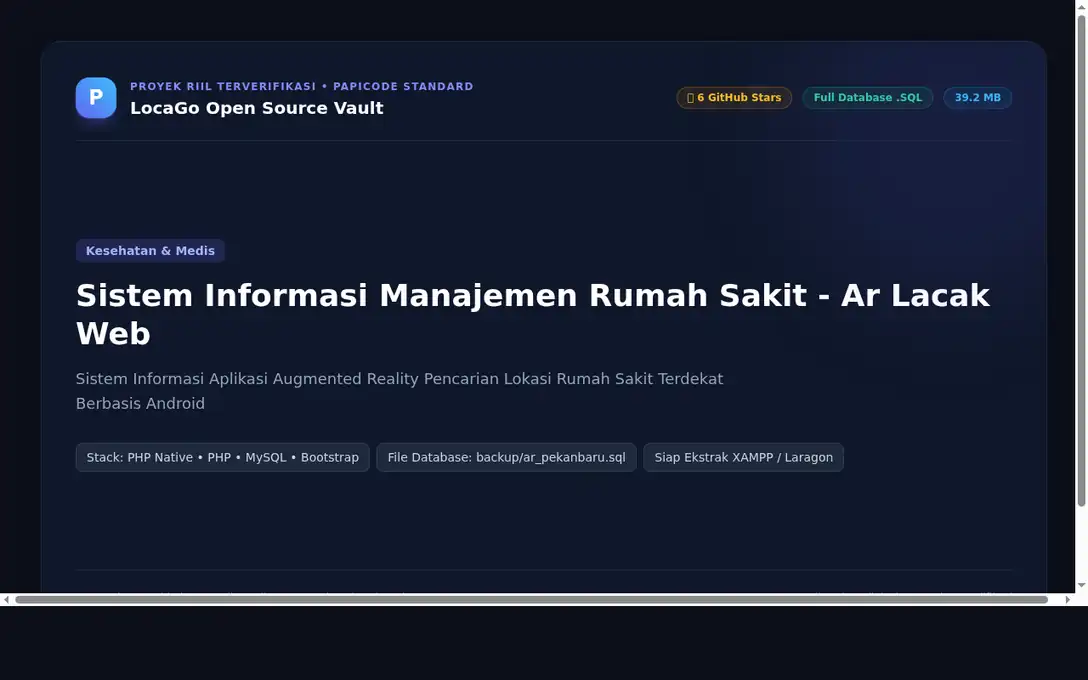 P
PROYEK RIIL TERVERIFIKASI • PAPICODE STANDARD
LocaGo Open Source Vault
6 GitHub Stars
Full Database .SQL
39.2 MB
Kesehatan & Medis
Sistem Informasi Manajemen Rumah Sakit - Ar Lacak
Web
Sistem Informasi Aplikasi Augmented Reality Pencarian Lokasi Rumah Sakit Terdekat
Berbasis Android
Stack: PHP Native • PHP • MySQL • Bootstrap
File Database: backup/ar_pekanbaru.sql
Siap Ekstrak XAMPP / Laragon